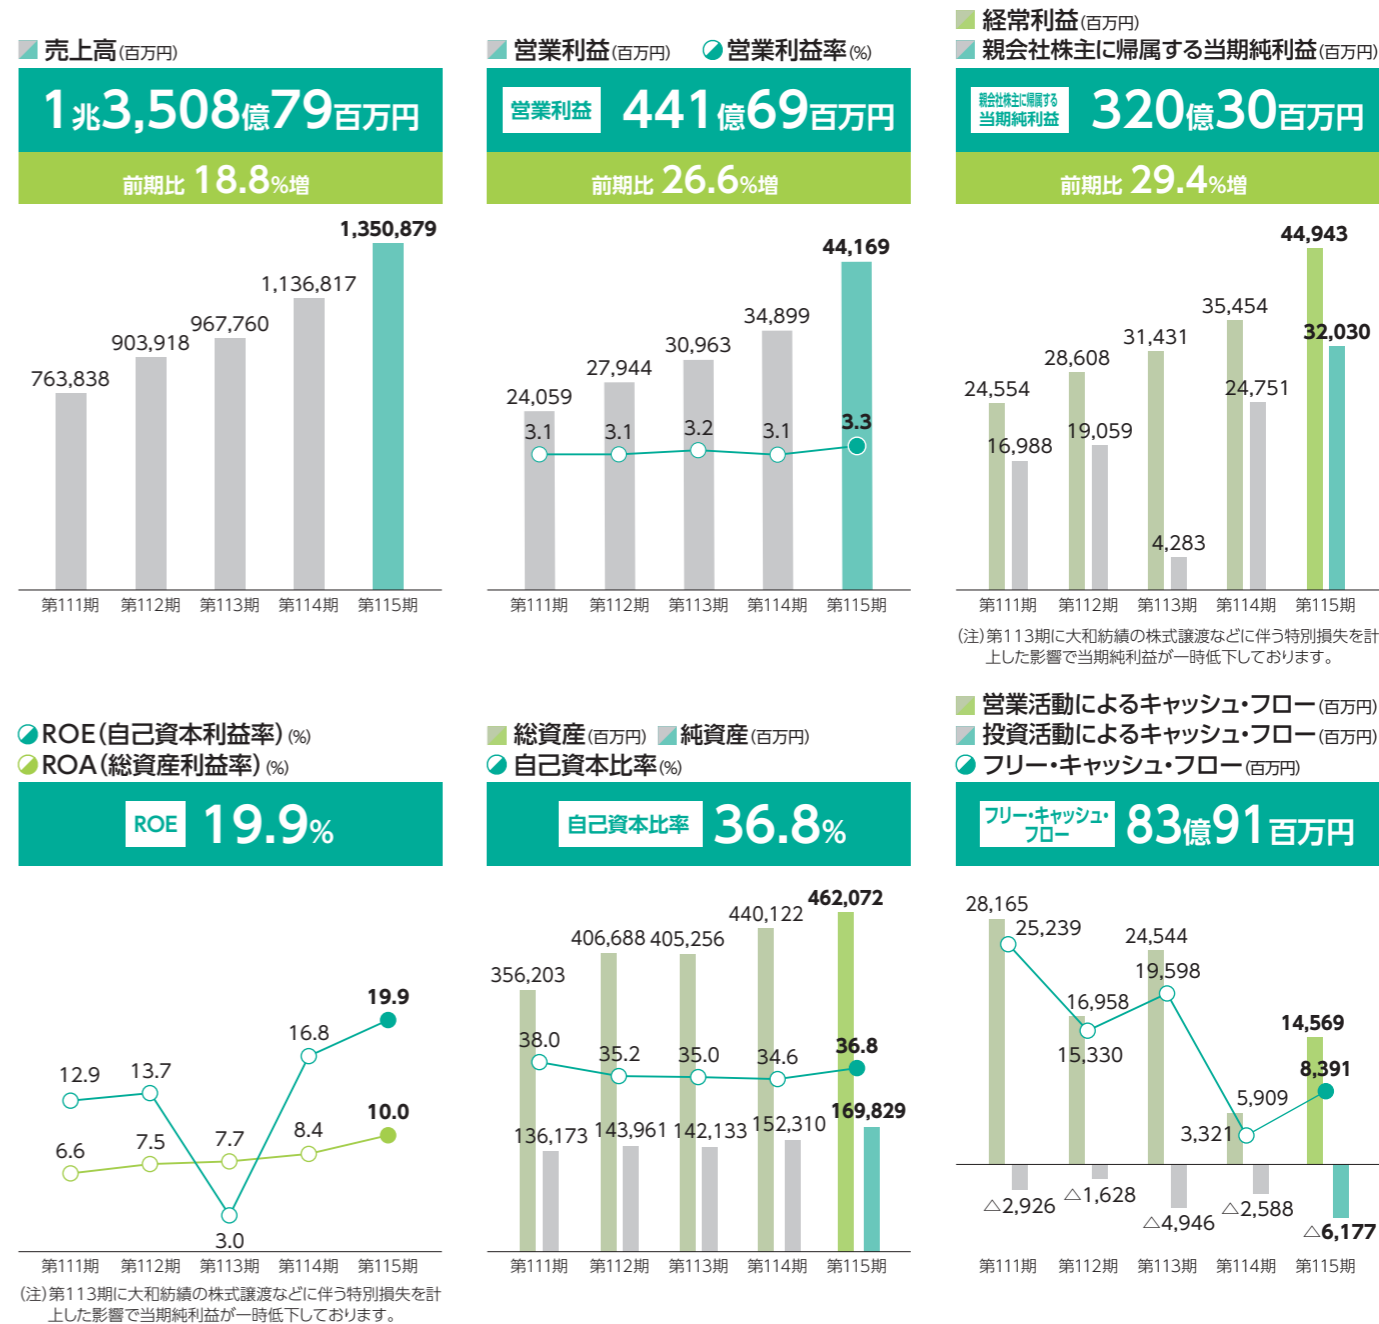 売上高(百万円)
1兆3,508億79百万円
前期比 18.8%増
1,350,879
1,136,817
967,760
903,918
763,838
第111期 第112期 第113期 第114期 第115期
営業利益(百万円) 営業利益率(%)
営業利益 441億69百万円
前期比 26.6%増
44,169
34,899
30,963
27,944
24,059
3.1 3.1 3.2 3.1 3.3
第111期 第112期 第113期 第114期 第115期
経常利益(百万円)
親会社株主に帰属する当期純利益(百万円)
親会社株主に帰属する
当期純利益 320億30百万円
前期比 29.4%増
44,943
35,454
32,030
31,431
28,608
24,554
24,751
16,988 19,059
4,283
第111期 第112期 第113期 第114期 第115期
(注)第113期に大和紡績の株式譲渡などに伴う特別損失を計
上した影響で当期純利益が一時低下しております。
ROE(自己資本利益率)(%)
ROA(総資産利益率)(%)
ROE 19.9%
19.9
16.8
12.9 13.7
10.0
6.6 7.5 7.7 8.4
3.0
第111期 第112期 第113期 第114期 第115期
(注)第113期に大和紡績の株式譲渡などに伴う特別損失を計
上した影響で当期純利益が一時低下しております。
総資産(百万円) 純資産(百万円)
自己資本比率(%)
自己資本比率 36.8%
462,072
440,122
406,688 405,256
356,203
38.0 35.2 35.0 34.6 36.8
136,173 143,961 142,133 152,310 169,829
第111期 第112期 第113期 第114期 第115期
営業活動によるキャッシュ・フロー(百万円)
投資活動によるキャッシュ・フロー(百万円)
フリー・キャッシュ・フロー(百万円)
フリー・キャッシュ・
フロー 83億91百万円
28,165
25,239
24,544
19,598
16,958
15,330
14,569
8,391
5,909
3,321
△2,926 △1,628 △4,946 △2,588 △6,177
第111期 第112期 第113期 第114期 第115期